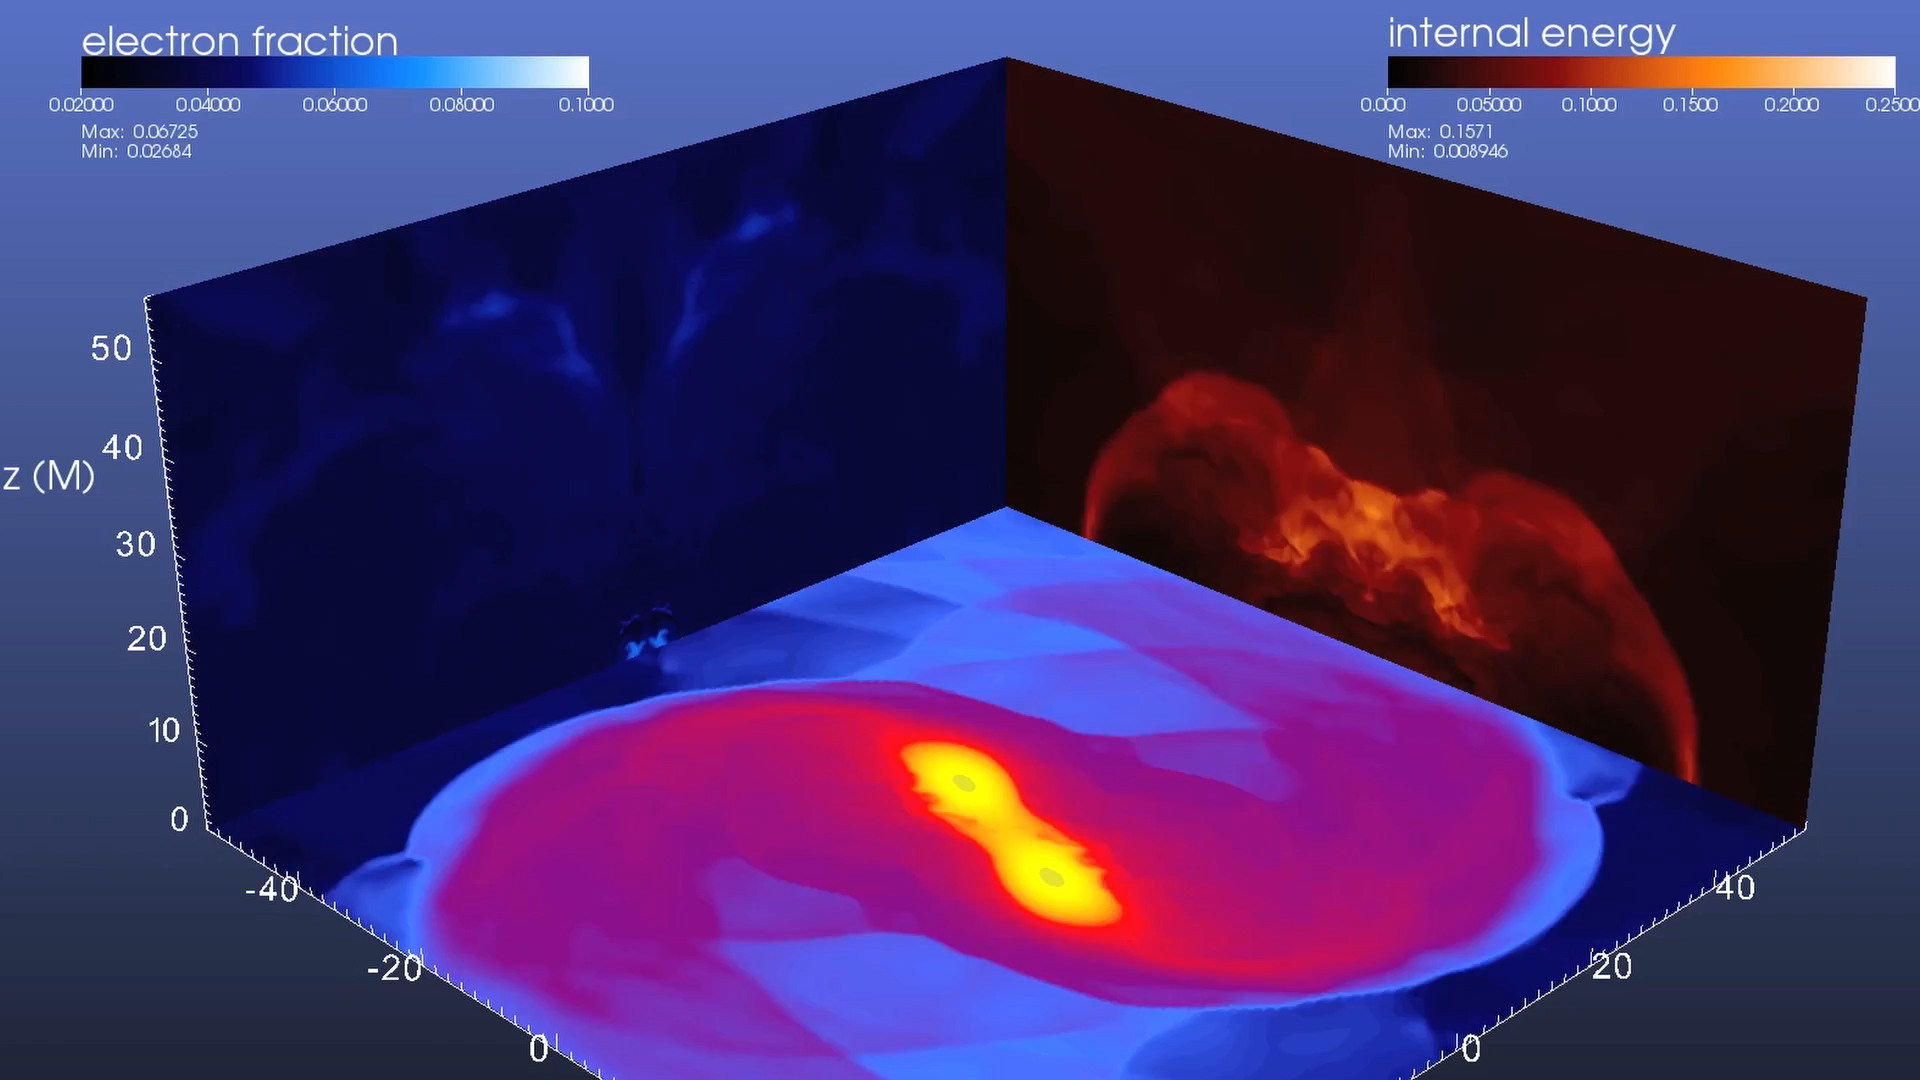 electron fraction
0.02000 0.04000 0.06000 0.08000 0.1000
Max: 0.06725
Min: 0.02684
internal energy
0.000 0.05000 0.1000 0.1500 0.2000 0.2500
Max: 0.1571
Min: 0.008946
50
40
z (M)
30
20
10
0
-40
-20
0
40
20
0